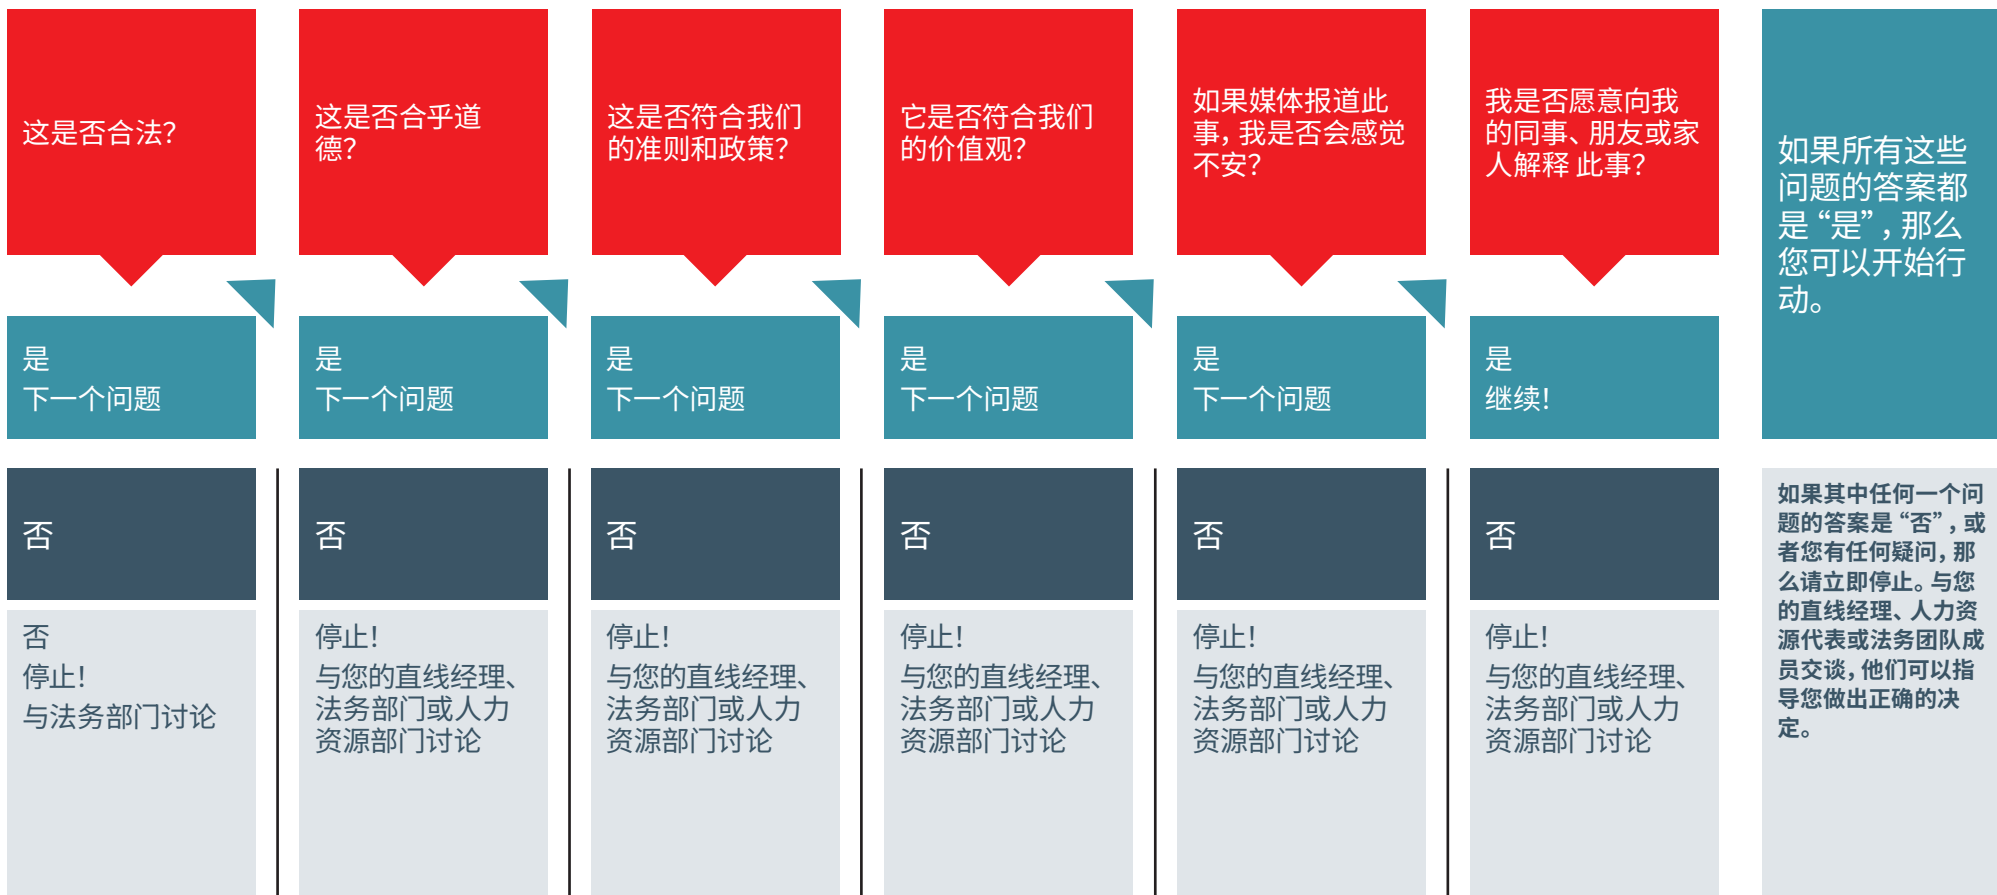 这是否合法？
这是否合乎道
德？
这是否符合我们
的准则和政策？
它是否符合我们
的价值观？
如果媒体报道此
事，我是否会感觉
不安？
我是否愿意向我
的同事、朋友或家
人解释 此事？
如果所有这些
问题的答案都
是“是”，那么
您可以开始行
动。
是
下一个问题
是
下一个问题
是
下一个问题
是
下一个问题
是
下一个问题
是
继续！
否
否
否
否
否
否
否
停止！
与法务部门讨论
停止！
与您的直线经理、
法务部门或人力
资源部门讨论
停止！
与您的直线经理、
法务部门或人力
资源部门讨论
停止！
与您的直线经理、
法务部门或人力
资源部门讨论
停止！
与您的直线经理、
法务部门或人力
资源部门讨论
停止！
与您的直线经理、
法务部门或人力
资源部门讨论
如果其中任何一个问
题的答案是“否”，或
者您有任何疑问，那
么请立即停止。与您
的直线经理、人力资
源代表或法务团队成
员交谈，他们可以指
导您做出正确的决
定。